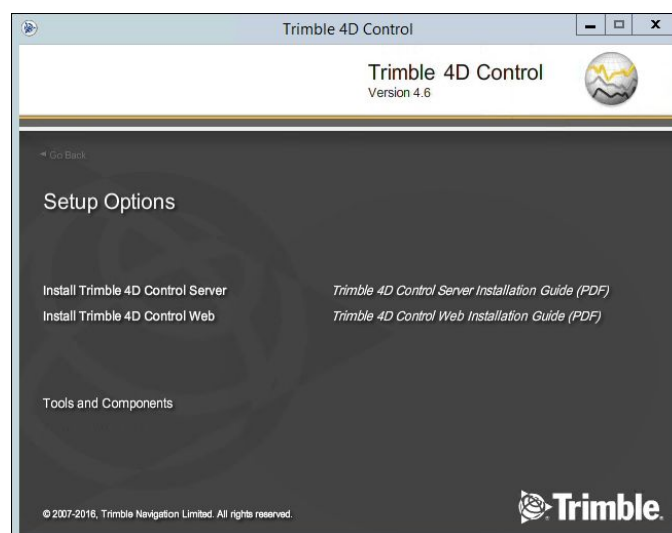 Trimble 4D Control
Trimble 4D Control
Version 4.6
Go Back
Setup Options
Install Trimble 4D Control Server
Trimble 4D Control Server Installation Guide (PDF)
Install Trimble 4D Control Web
Trimble 4D Control Web Installation Guide (PDF)
Tools and Components
© 2007-2016, Trimble Navigation Limited. All rights reserved.
Trimble.